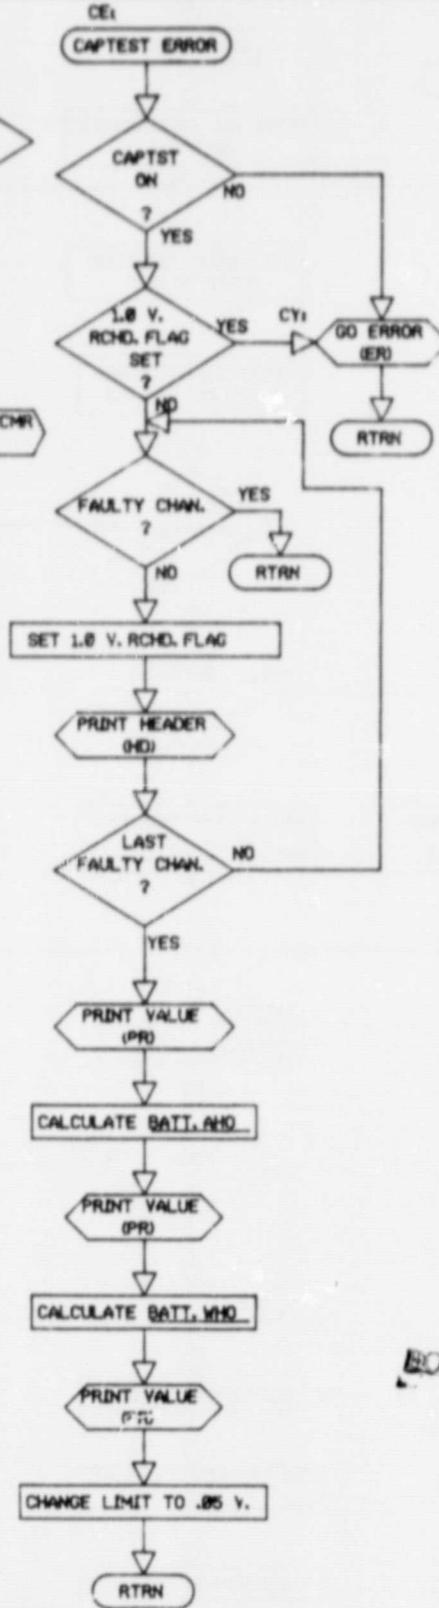 CE:
CAPTEST ERROR
CAPTST
ON
?
NO
YES
1.0 V.
RCHD. FLAG
SET
?
YES
CY:
GO ERROR
(ER)
NO
RTRN
CMR
FAULTY CHAN.
?
YES
RTRN
NO
SET 1.0 V. RCHD. FLAG
PRINT HEADER
(HD)
LAST
FAULTY CHAN.
?
NO
YES
PRINT VALUE
(PR)
CALCULATE BATT. AHO
PRINT VALUE
(PR)
CALCULATE BATT. WHO
PRINT VALUE
CHANGE LIMIT TO .05 V.
RTRN